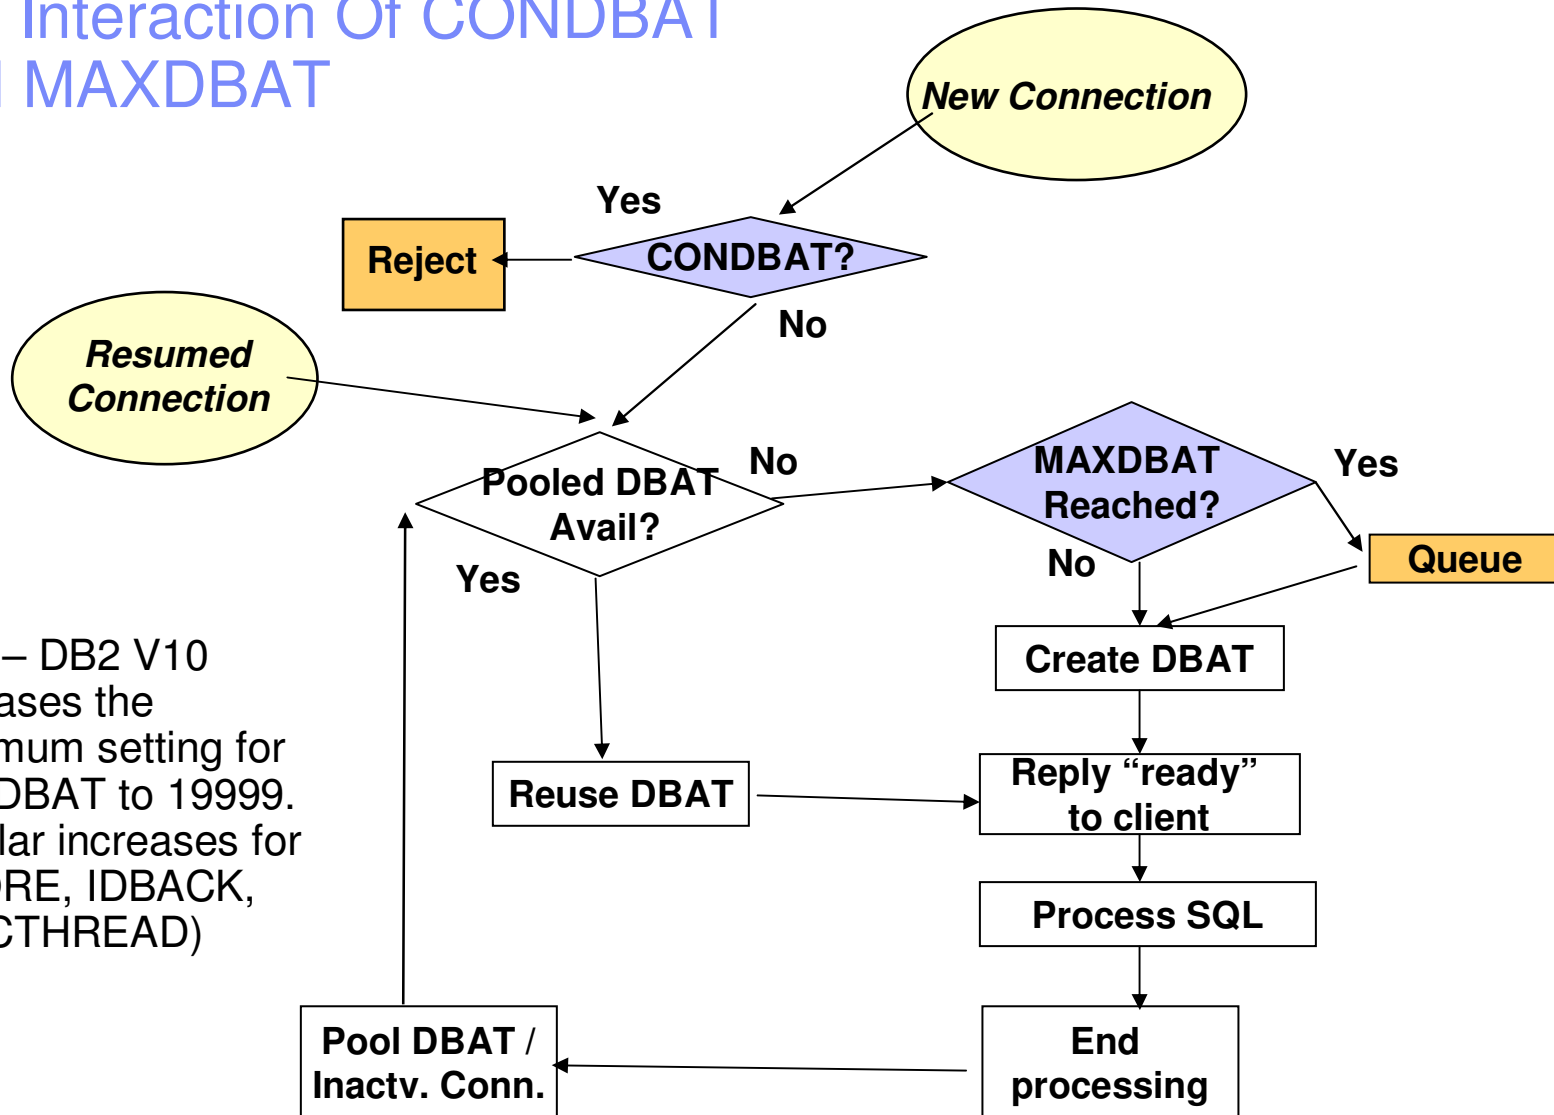 Interaction Of CONDBAT
MAXDBAT
New Connection
Yes
Reject
CONDBAT?
No
Resumed
Connection
Pooled DBAT
Avail?
No
MAXDBAT
Reached?
Yes
Queue
No
Yes
Create DBAT
– DB2 V10
ases the
mum setting for
DBAT to 19999.
lar increases for
ORE, IDBACK,
CTHREAD)
Reuse DBAT
Reply “ready”
to client
Process SQL
Pool DBAT /
Inactv. Conn.
End
processing